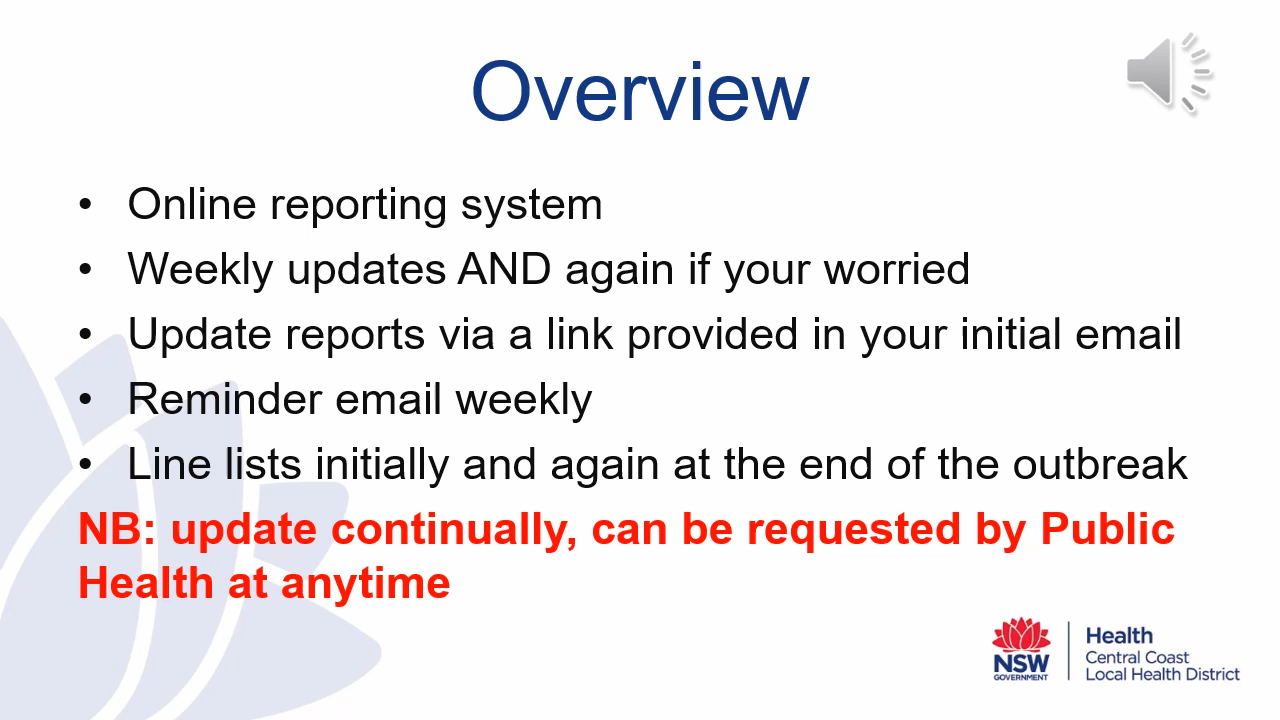 Overview
• Online reporting system
• Weekly updates AND again if your worried
• Update reports via a link provided in your initial email
• Reminder email weekly
• Line lists initially and again at the end of the outbreak
NB: update continually, can be requested by Public
Health at anytime
NSW
GOVERNMENT
Health
Central Coast
Local Health District